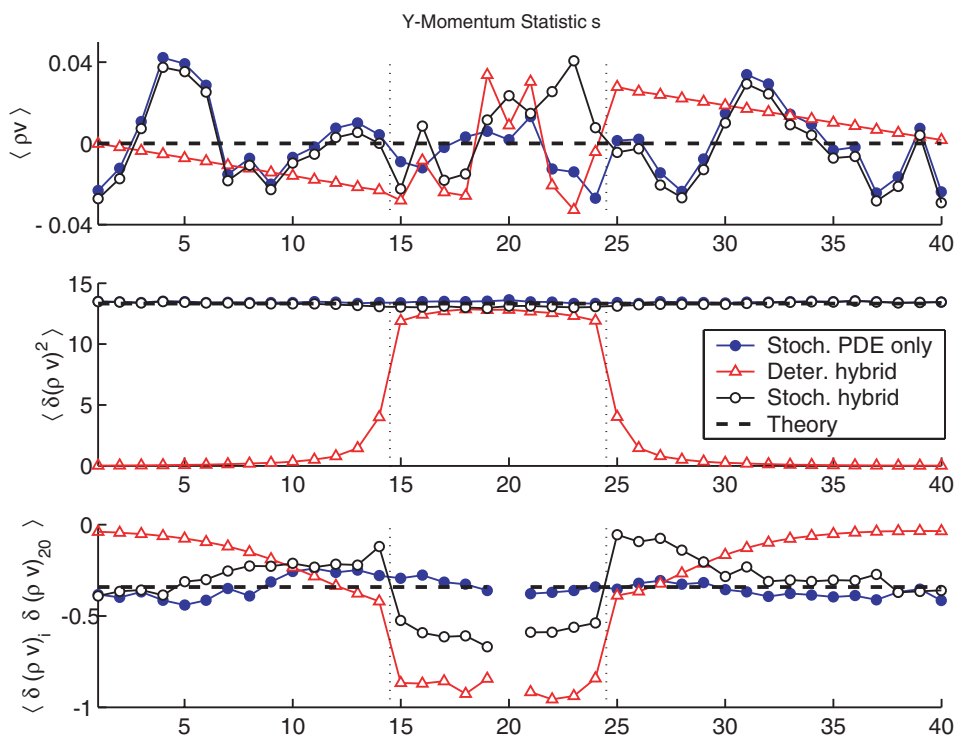 Y-Momentum Statistic s
⟨ ρv ⟩
0.04
0
- 0.04
5 10 15 20 25 30 35 40
⟨ δ(ρ v)² ⟩
15
10
5
0
5 10 15 20 25 30 35 40
Stoch. PDE only
Deter. hybrid
Stoch. hybrid
Theory
⟨ δ (ρ v)ᵢ δ (ρ v)₂₀ ⟩
0
-0.5
-1
5 10 15 20 25 30 35 40